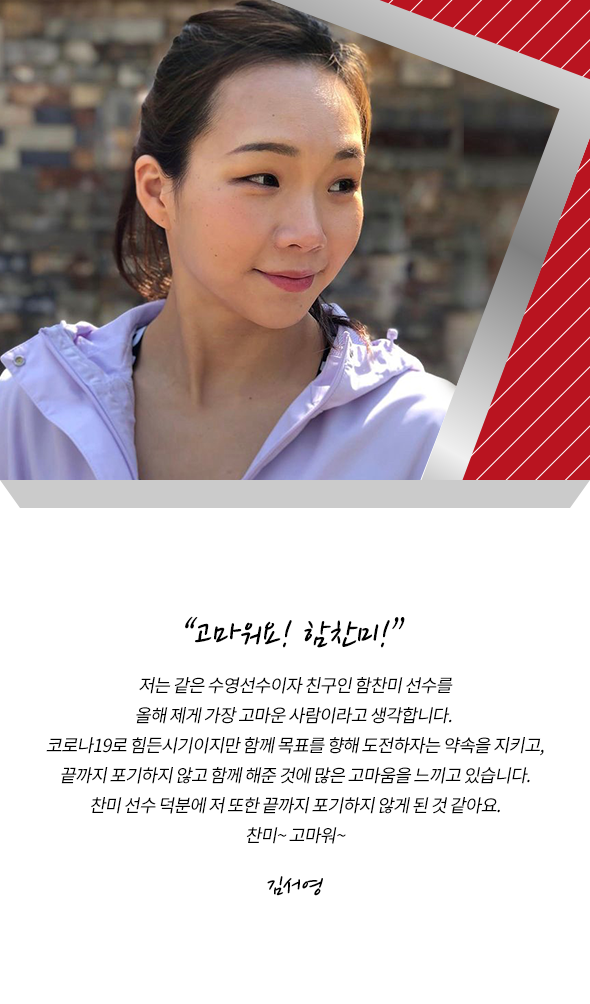 “고마워요! 함찬미!”
저는 같은 수영선수이자 친구인 함찬미 선수를
올해 제게 가장 고마운 사람이라고 생각합니다.
코로나19로 힘든시기이지만 함께 목표를 향해 도전하자는 약속을 지키고,
끝까지 포기하지 않고 함께 해준 것에 많은 고마움을 느끼고 있습니다.
찬미 선수 덕분에 저 또한 끝까지 포기하지 않게 된 것 같아요.
찬미~ 고마워~
김서영